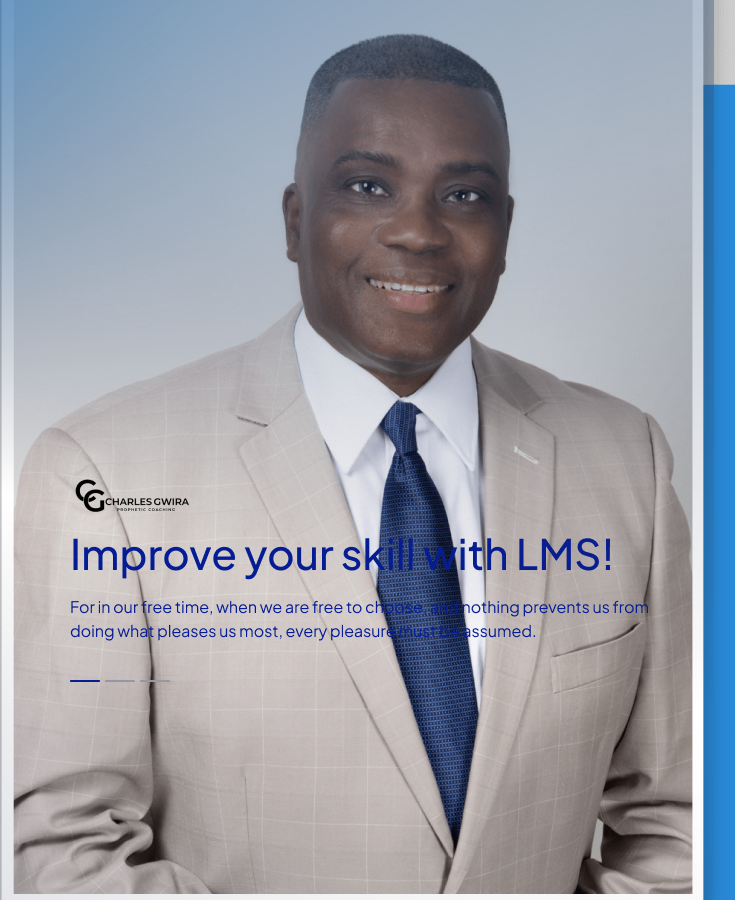 CG
CHARLES GWIRA
PROPHETIC COACHING
Improve your skill with LMS!
For in our free time, when we are free to choose, and nothing prevents us from
doing what pleases us most, every pleasure must be assumed.